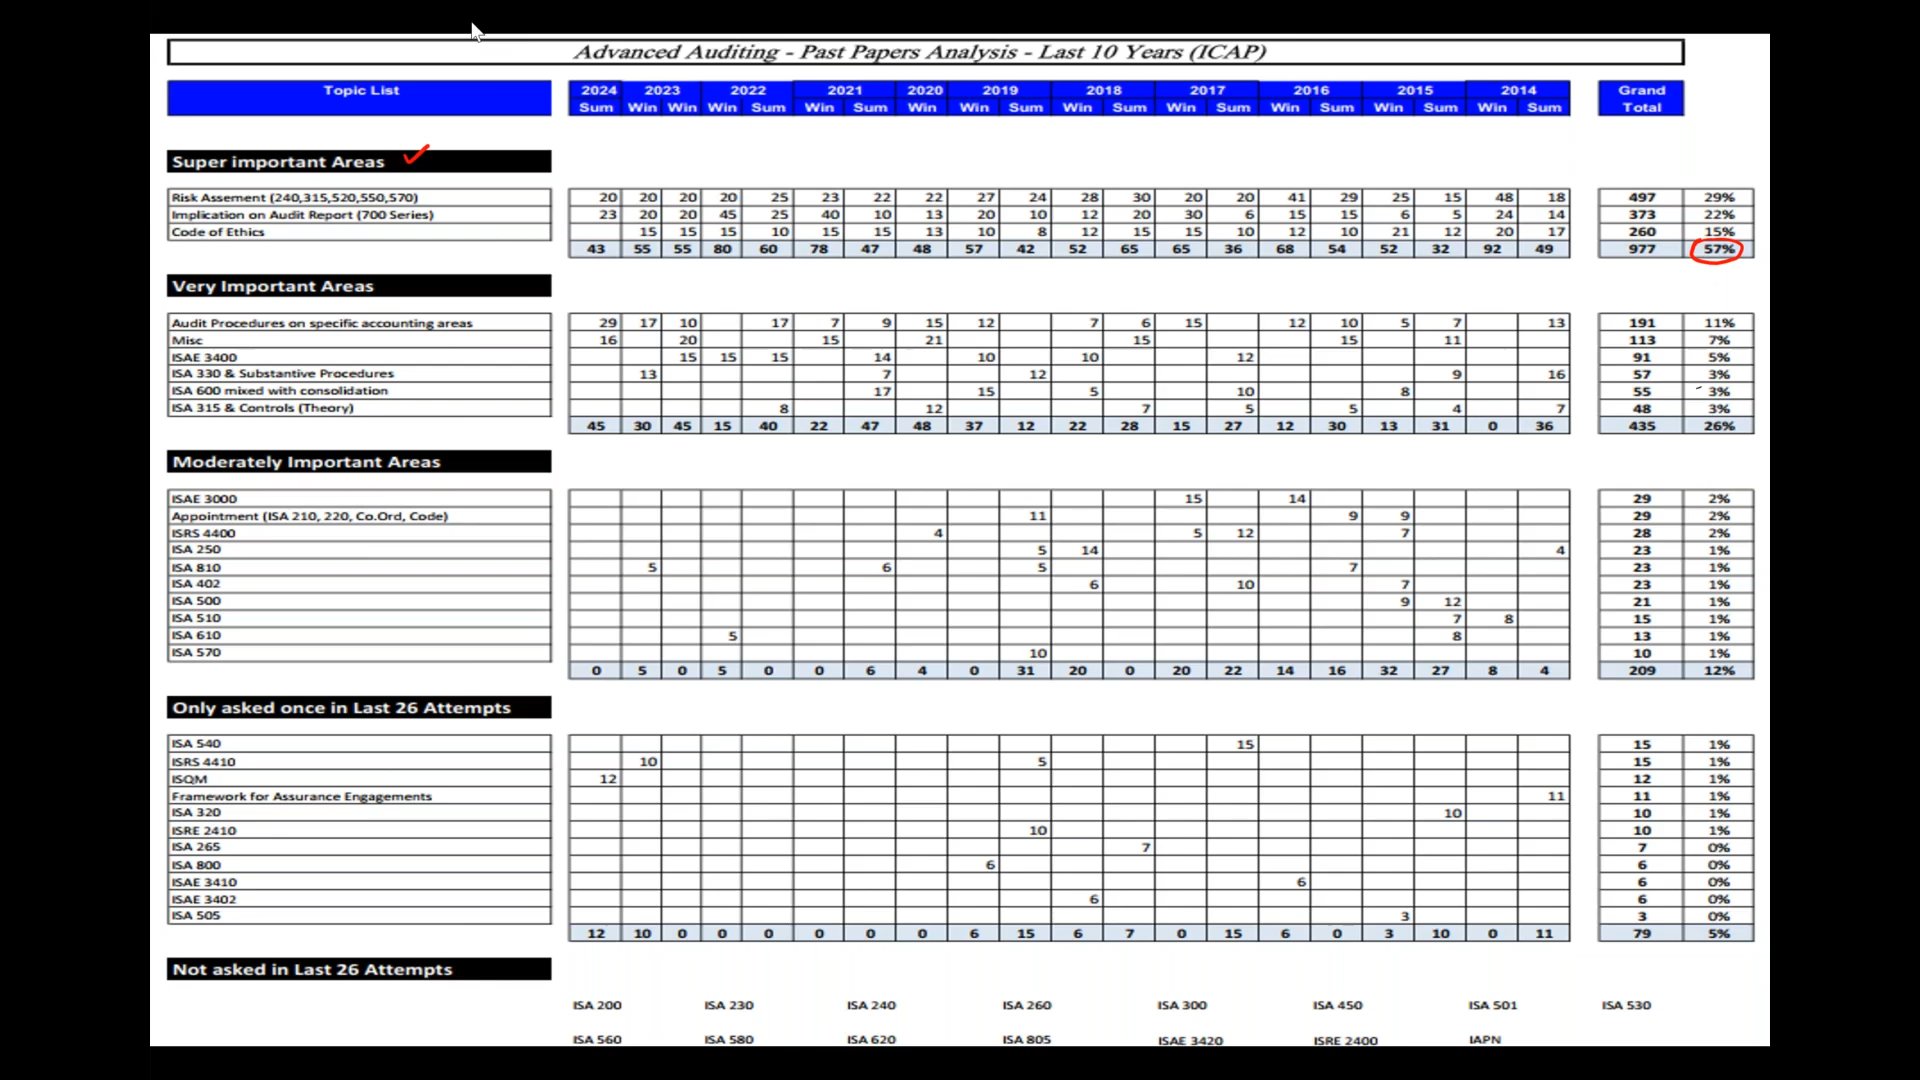 Advanced Auditing - Past Papers Analysis - Last 10 Years (ICAP)
Topic List 2024 2023 2022 2021 2020 2019 2018 2017 2016 2015 2014 Grand
Sum Win Win Win Sum Win Sum Win Win Sum Win Sum Win Sum Win Sum Win Sum Win Sum Total
Super important Areas
Risk Assement (240,315,520,550,570) 20 20 20 20 25 23 22 22 27 24 28 30 20 20 41 29 25 15 48 18 497 29%
Implication on Audit Report (700 Series) 23 20 20 45 25 40 10 13 20 10 12 20 30 6 15 15 6 5 24 14 373 22%
Code of Ethics 15 15 15 10 15 15 13 10 8 12 15 15 10 12 10 21 12 20 17 260 15%
43 55 55 80 60 78 47 48 57 42 52 65 65 36 68 54 52 32 92 49 977 57%
Very Important Areas
Audit Procedures on specific accounting areas 29 17 10 17 7 9 15 12 7 6 15 12 10 5 7 13 191 11%
Misc 16 20 15 21 15 15 11 113 7%
ISAE 3400 15 15 15 14 10 10 12 91 5%
ISA 330 & Substantive Procedures 13 7 12 9 16 57 3%
ISA 600 mixed with consolidation 17 15 5 10 8 55 3%
ISA 315 & Controls (Theory) 8 12 7 5 5 4 7 48 3%
45 30 45 15 40 22 47 48 37 12 22 28 15 27 12 30 13 31 0 36 435 26%
Moderately Important Areas
ISAE 3000 15 14 29 2%
Appointment (ISA 210, 220, Co.Ord, Code) 11 9 9 29 2%
ISRS 4400 4 5 12 7 28 2%
ISA 250 5 14 4 23 1%
ISA 810 5 6 5 7 23 1%
ISA 402 6 10 7 23 1%
ISA 500 9 12 21 1%
ISA 510 7 8 15 1%
ISA 610 5 8 13 1%
ISA 570 10 10 1%
0 5 0 5 0 0 6 4 0 31 20 0 20 22 14 16 32 27 8 4 209 12%
Only asked once in Last 26 Attempts
ISA 540 15 15 1%
ISRS 4410 10 5 15 1%
ISQM 12 12 1%
Framework for Assurance Engagements 11 11 1%
ISA 320 10 10 1%
ISRE 2410 10 10 1%
ISA 265 7 7 0%
ISA 800 6 6 0%
ISAE 3410 6 6 0%
ISAE 3402 6 6 0%
ISA 505 3 3 0%
12 10 0 0 0 0 0 0 6 15 6 7 0 15 6 0 3 10 0 11 79 5%
Not asked in Last 26 Attempts
ISA 200 ISA 230 ISA 240 ISA 260 ISA 300 ISA 450 ISA 501 ISA 530
ISA 560 ISA 580 ISA 620 ISA 805 ISAE 3420 ISRE 2400 IAPN